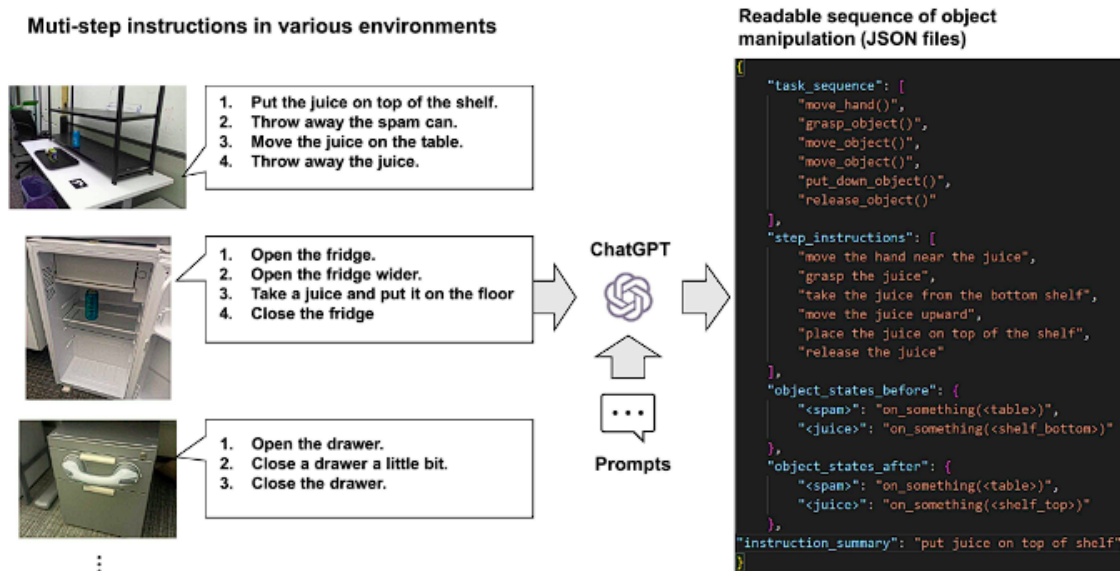 Muti-step instructions in various environments
1. Put the juice on top of the shelf.
2. Throw away the spam can.
3. Move the juice on the table.
4. Throw away the juice.
1. Open the fridge.
2. Open the fridge wider.
3. Take a juice and put it on the floor
4. Close the fridge
1. Open the drawer.
2. Close a drawer a little bit.
3. Close the drawer.
ChatGPT
Prompts
Readable sequence of object
manipulation (JSON files)
{
"task_sequence": [
"move_hand()",
"grasp_object()",
"move_object()",
"move_object()",
"put_down_object()",
"release_object()"
],
"step_instructions": [
"move the hand near the juice",
"grasp the juice",
"take the juice from the bottom shelf",
"move the juice upward",
"place the juice on top of the shelf",
"release the juice"
],
"object_states_before": {
"<spam>": "on_something(<table>)",
"<juice>": "on_something(<shelf_bottom>)"
},
"object_states_after": {
"<spam>": "on_something(<table>)",
"<juice>": "on_something(<shelf_top>)"
},
"instruction_summary": "put juice on top of shelf"
}